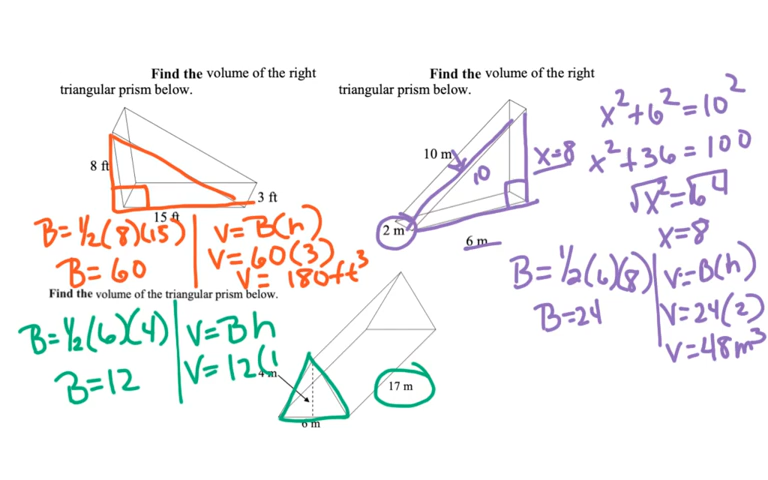 Find the volume of the right
triangular prism below.
8 ft
3 ft
15 ft
B=½(8)(15)
B=60
V=B(h)
V=60(3)
V=180ft³
Find the volume of the right
triangular prism below.
10 m
10
x=8
2 m
6 m
x²+6²=10²
x²+36=100
√x²=√64
x=8
B=½(6)(8)
B=24
V=B(h)
V=24(2)
V=48m³
Find the volume of the triangular prism below.
B=½(6)(4)
B=12
V=Bh
V=12(1
4 m
17 m
6 m